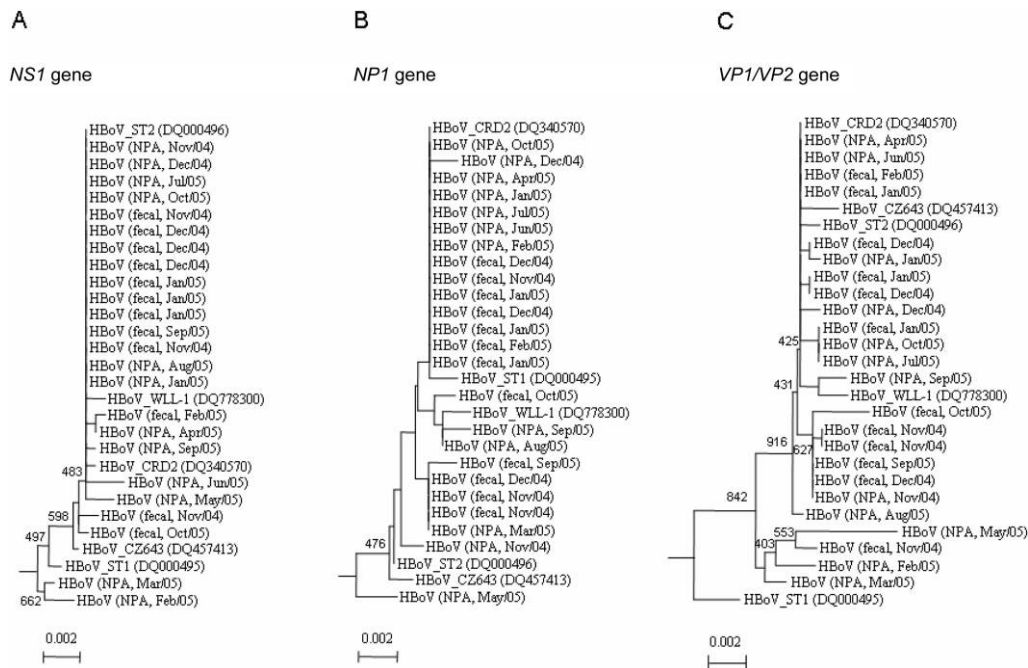 A
NS1 gene
HBoV_ST2 (DQ000496)
HBoV (NPA, Nov/04)
HBoV (NPA, Dec/04)
HBoV (NPA, Jul/05)
HBoV (NPA, Oct/05)
HBoV (fecal, Nov/04)
HBoV (fecal, Dec/04)
HBoV (fecal, Dec/04)
HBoV (fecal, Dec/04)
HBoV (fecal, Jan/05)
HBoV (fecal, Jan/05)
HBoV (fecal, Jan/05)
HBoV (fecal, Sep/05)
HBoV (fecal, Nov/04)
HBoV (NPA, Aug/05)
HBoV (NPA, Jan/05)
HBoV_WLL-1 (DQ778300)
HBoV (fecal, Feb/05)
HBoV (NPA, Apr/05)
HBoV (NPA, Sep/05)
HBoV_CRD2 (DQ340570)
483
HBoV (NPA, Jun/05)
HBoV (NPA, May/05)
598
HBoV (fecal, Nov/04)
HBoV (fecal, Oct/05)
497
HBoV_CZ643 (DQ457413)
HBoV_ST1 (DQ000495)
HBoV (NPA, Mar/05)
662
HBoV (NPA, Feb/05)
0.002
B
NP1 gene
HBoV_CRD2 (DQ340570)
HBoV (NPA, Oct/05)
HBoV (NPA, Dec/04)
HBoV (NPA, Apr/05)
HBoV (NPA, Jan/05)
HBoV (NPA, Jul/05)
HBoV (NPA, Jun/05)
HBoV (NPA, Feb/05)
HBoV (fecal, Dec/04)
HBoV (fecal, Nov/04)
HBoV (fecal, Jan/05)
HBoV (fecal, Dec/04)
HBoV (fecal, Jan/05)
HBoV (fecal, Feb/05)
HBoV (fecal, Jan/05)
HBoV_ST1 (DQ000495)
HBoV (fecal, Oct/05)
HBoV_WLL-1 (DQ778300)
HBoV (NPA, Sep/05)
HBoV (NPA, Aug/05)
HBoV (fecal, Sep/05)
HBoV (fecal, Dec/04)
HBoV (fecal, Nov/04)
HBoV (fecal, Nov/04)
HBoV (NPA, Mar/05)
476
HBoV (NPA, Nov/04)
HBoV_ST2 (DQ000496)
HBoV_CZ643 (DQ457413)
HBoV (NPA, May/05)
0.002
C
VP1/VP2 gene
HBoV_CRD2 (DQ340570)
HBoV (NPA, Apr/05)
HBoV (NPA, Jun/05)
HBoV (fecal, Feb/05)
HBoV (fecal, Jan/05)
HBoV_CZ643 (DQ457413)
HBoV_ST2 (DQ000496)
HBoV (fecal, Dec/04)
HBoV (NPA, Jan/05)
HBoV (fecal, Jan/05)
HBoV (fecal, Dec/04)
HBoV (NPA, Dec/04)
HBoV (fecal, Jan/05)
425
HBoV (NPA, Oct/05)
HBoV (NPA, Jul/05)
431
HBoV (NPA, Sep/05)
HBoV_WLL-1 (DQ778300)
HBoV (fecal, Oct/05)
HBoV (fecal, Nov/04)
916
627
HBoV (fecal, Nov/04)
HBoV (fecal, Sep/05)
HBoV (fecal, Dec/04)
842
HBoV (NPA, Nov/04)
HBoV (NPA, Aug/05)
553
HBoV (NPA, May/05)
403
HBoV (fecal, Nov/04)
HBoV (NPA, Feb/05)
HBoV (NPA, Mar/05)
HBoV_ST1 (DQ000495)
0.002